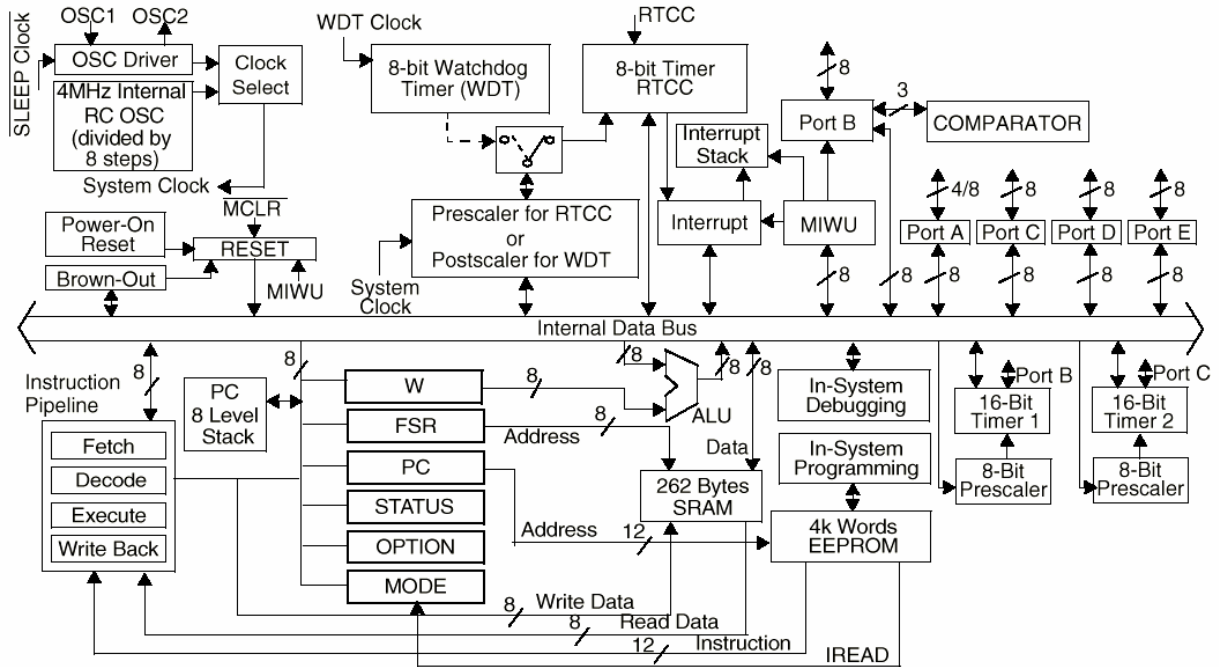 OSC1
OSC2
SLEEP Clock
OSC Driver
Clock
Select
4MHz Internal
RC OSC
(divided by
8 steps)
System Clock
WDT Clock
8-bit Watchdog
Timer (WDT)
RTCC
8-bit Timer
RTCC
8
Port B
3
COMPARATOR
Interrupt
Stack
Interrupt
MIWU
8
8
4/8
8
8
8
Port A
Port C
Port D
Port E
8
8
8
8
MCLR
Power-On
Reset
RESET
Brown-Out
MIWU
Prescaler for RTCC
or
Postscaler for WDT
System
Clock
Internal Data Bus
8
Instruction
Pipeline
Fetch
Decode
Execute
Write Back
PC
8 Level
Stack
8
W
FSR
PC
STATUS
OPTION
MODE
8
8
Address
8
8
8
ALU
Data
262 Bytes
SRAM
Address
12
In-System
Debugging
In-System
Programming
4k Words
EEPROM
Port B
16-Bit
Timer 1
8-Bit
Prescaler
Port C
16-Bit
Timer 2
8-Bit
Prescaler
8
Write Data
8
Read Data
12
Instruction
IREAD